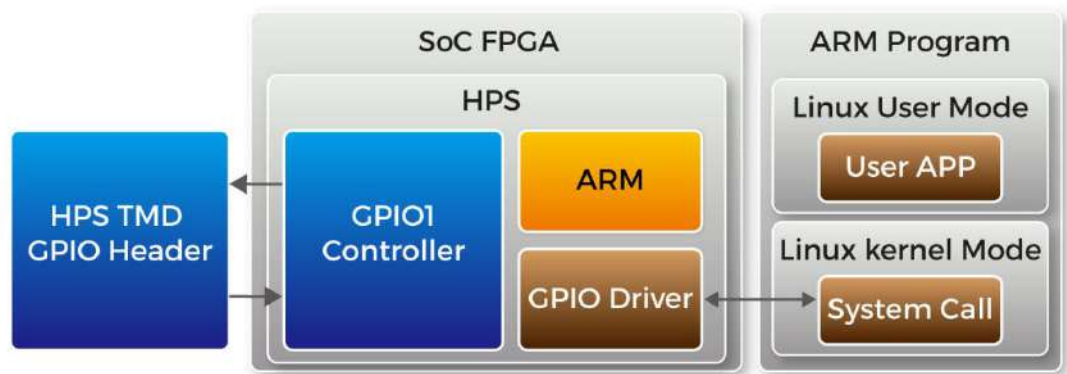 SoC FPGA
HPS
HPS TMD
GPIO Header
GPIO1
Controller
ARM
GPIO Driver
ARM Program
Linux User Mode
User APP
Linux kernel Mode
System Call